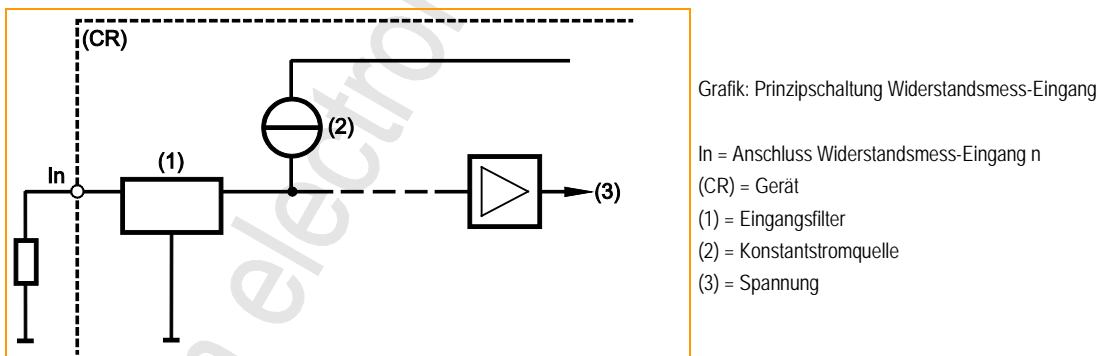 (CR)
(2)
(1)
In
(3)
Grafik: Prinzipschaltung Widerstandsmess-Eingang
In = Anschluss Widerstandsmess-Eingang n
(CR) = Gerät
(1) = Eingangsfilter
(2) = Konstantstromquelle
(3) = Spannung